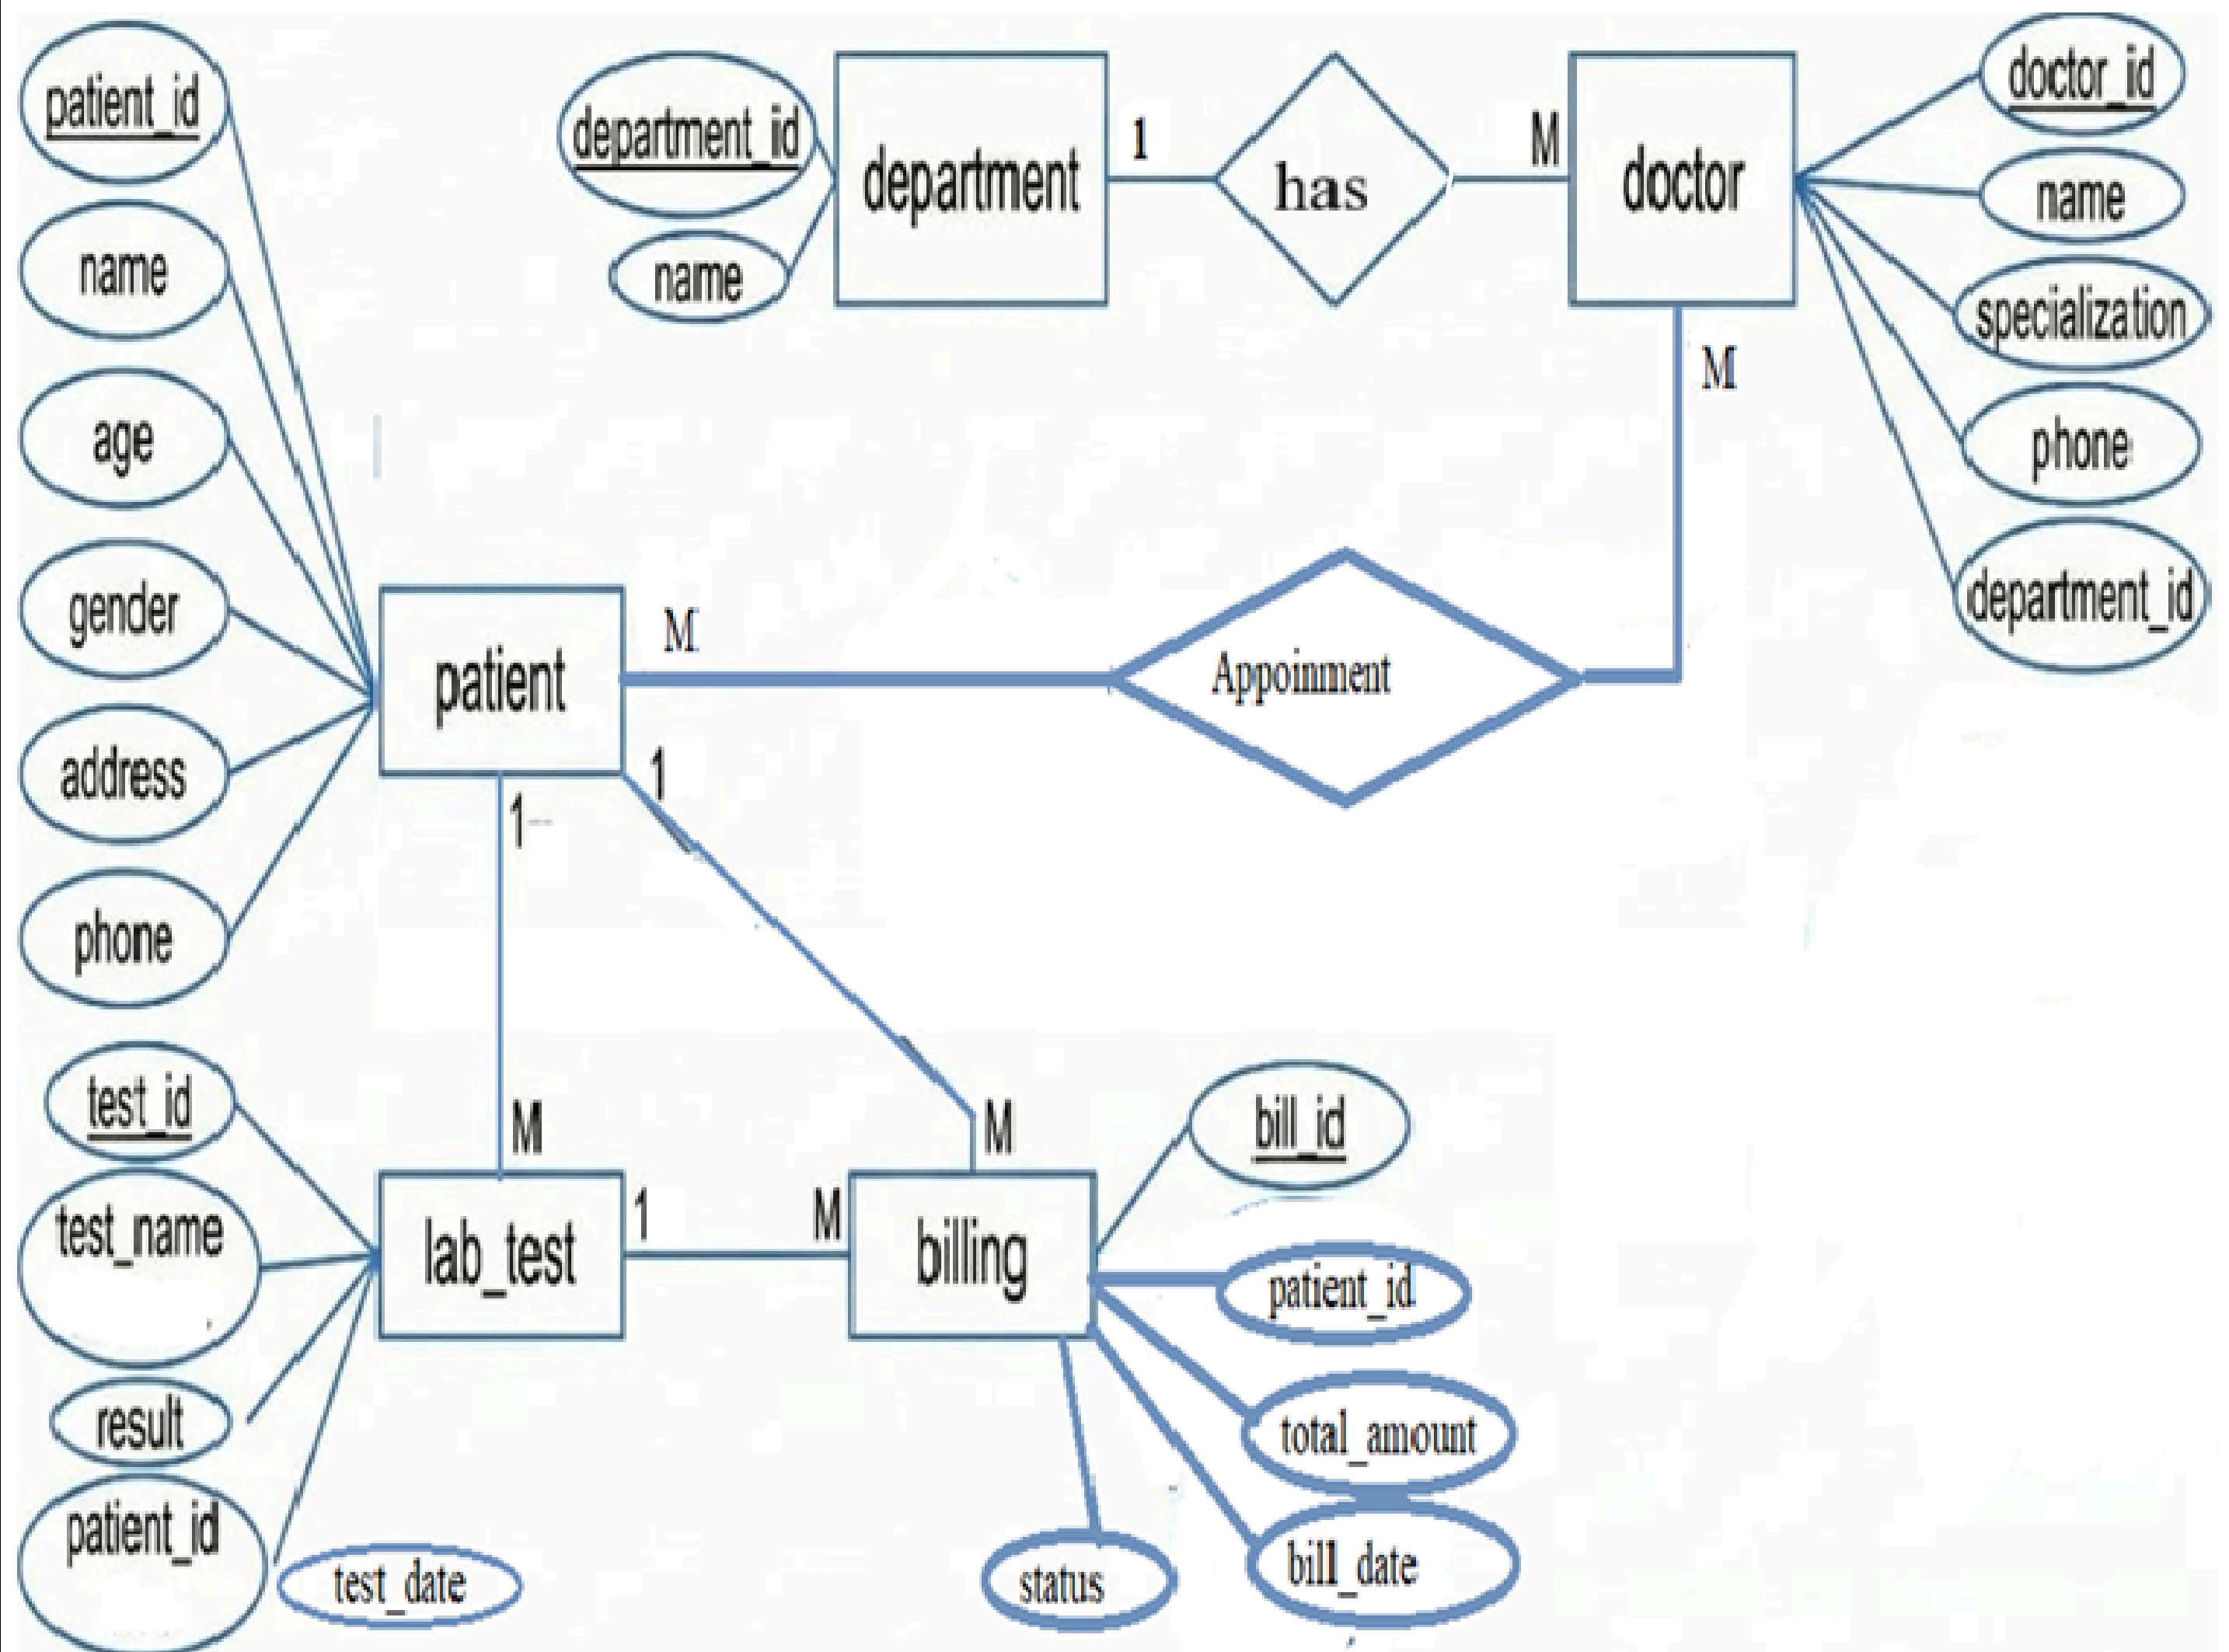 patient_id
name
age
gender
address
phone
department_id
name
department
1
has
M
doctor
doctor_id
name
specialization
phone
department_id
M
patient
M
Appoinment
1
1
M
M
test_id
test_name
result
patient_id
test_date
lab_test
1
M
billing
bill_id
patient_id
total_amount
bill_date
status